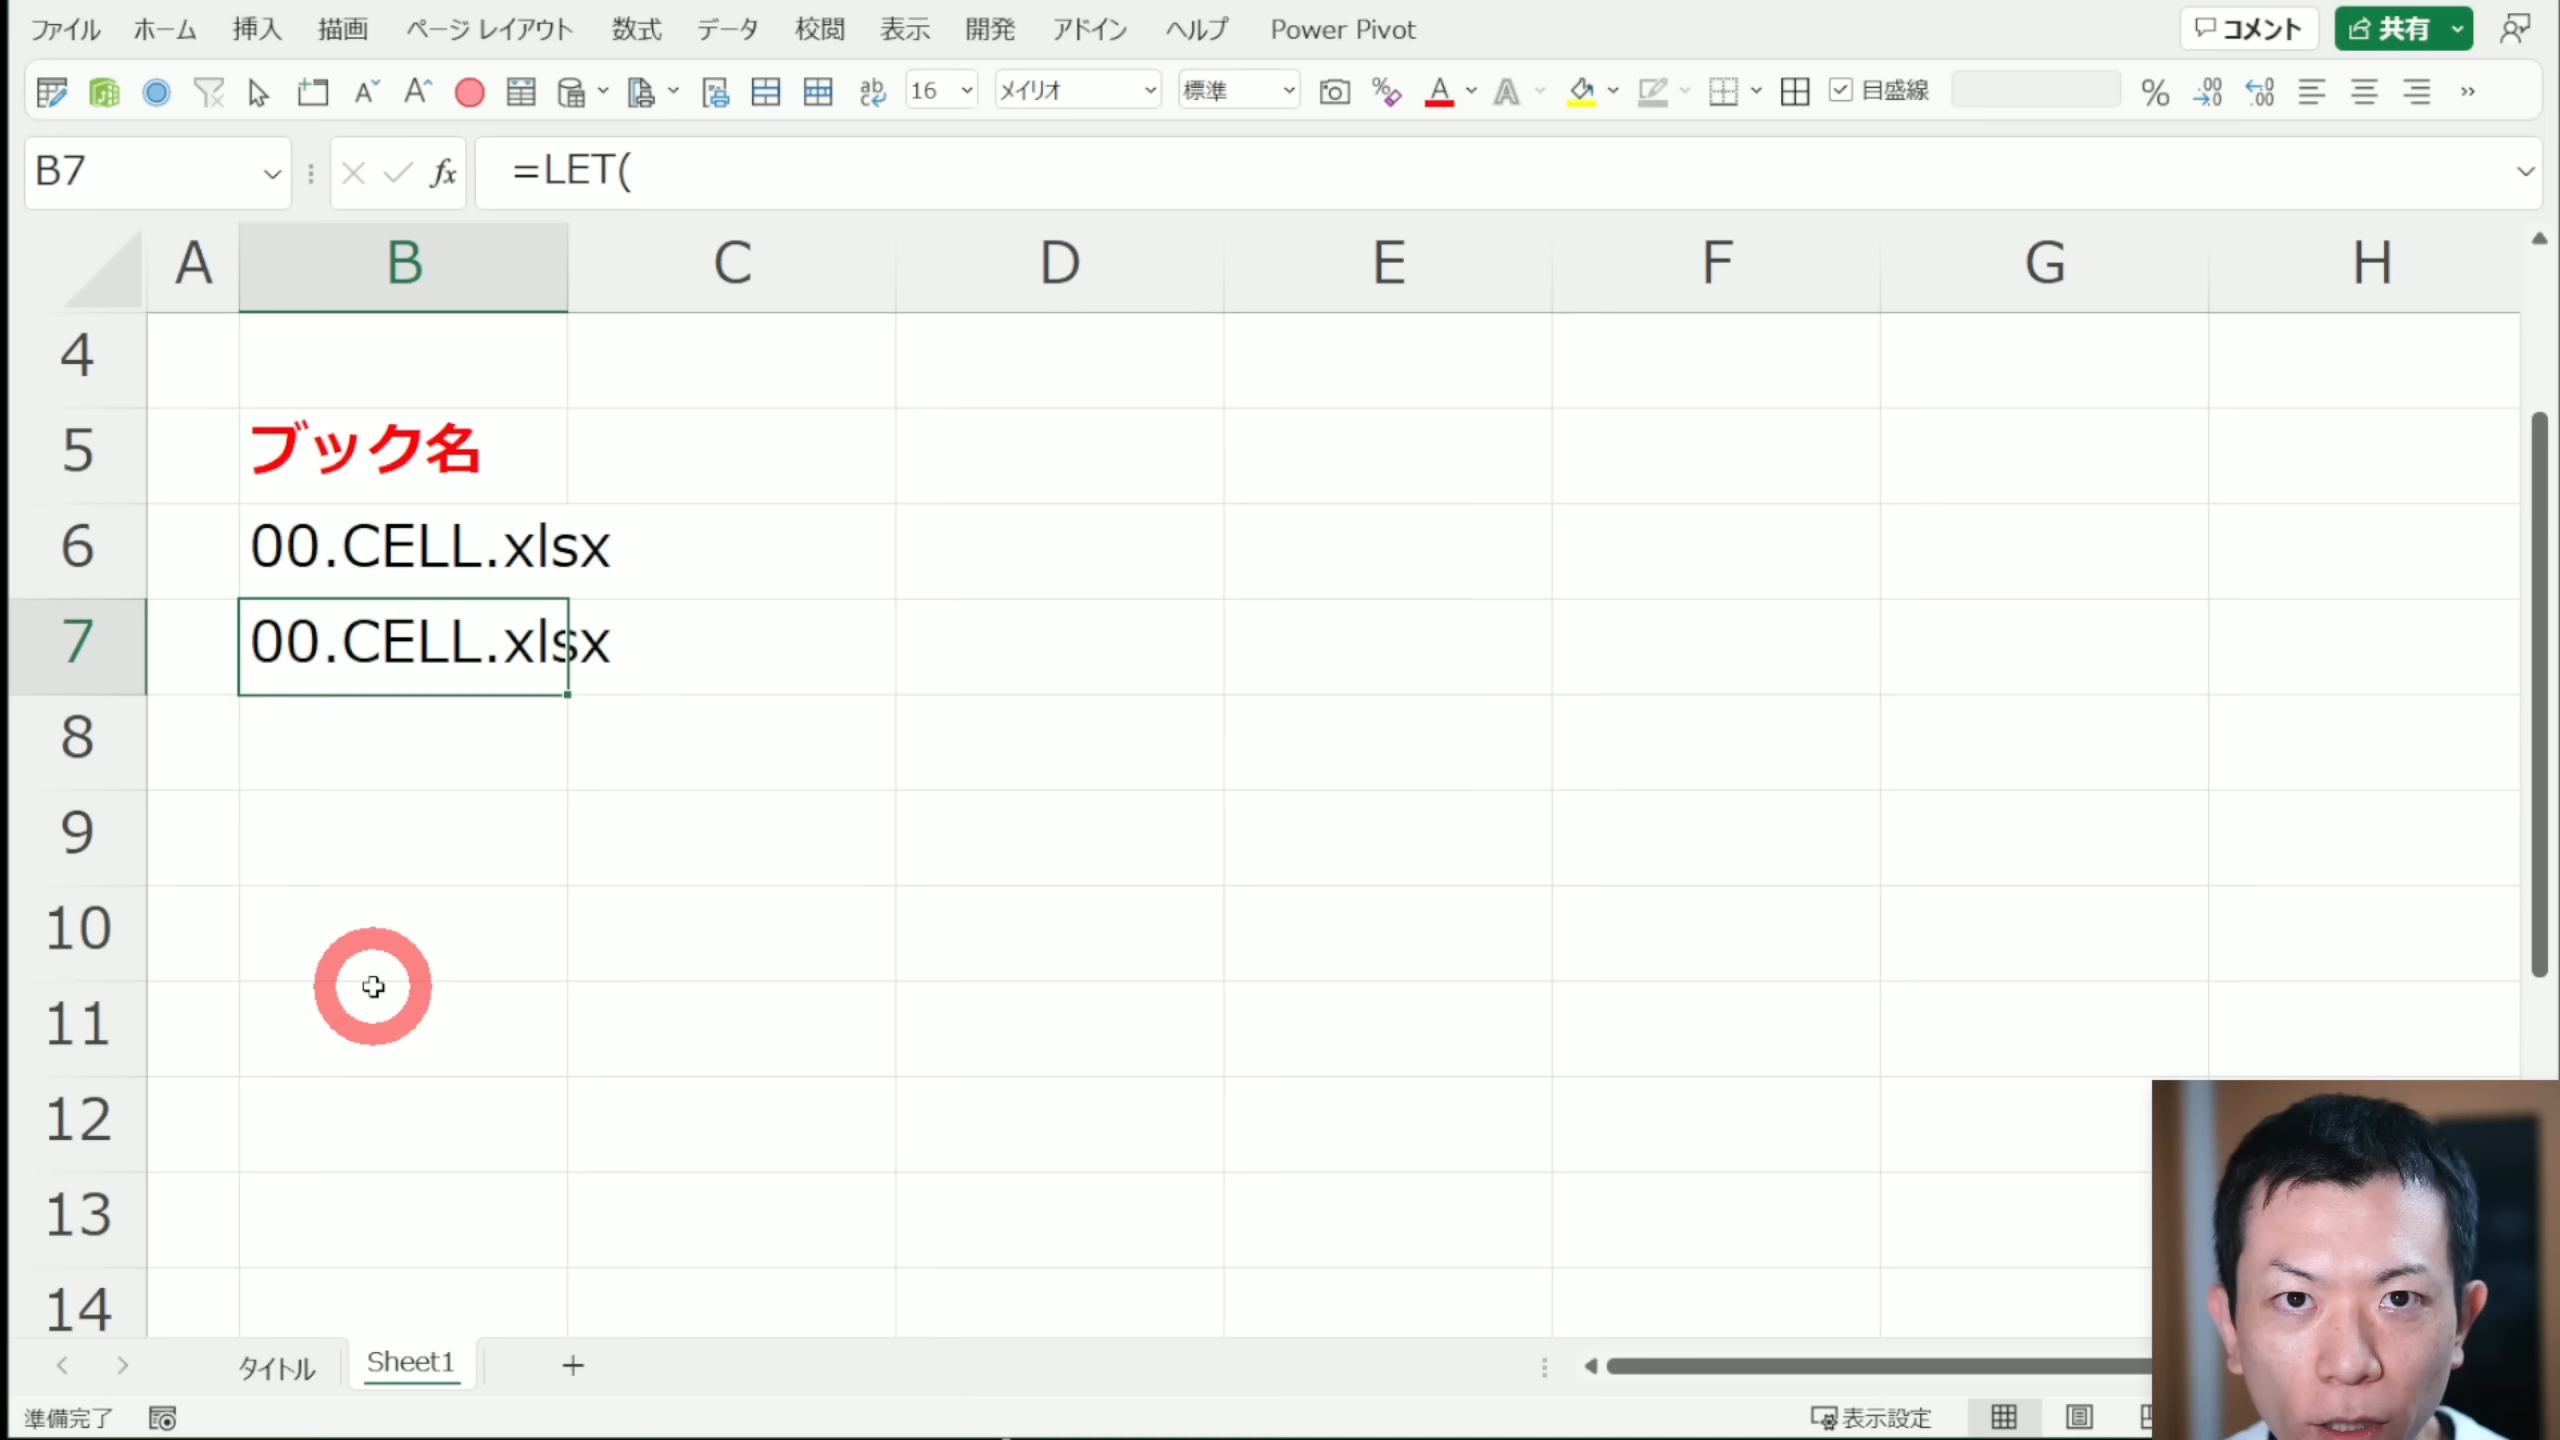 ファイル ホーム 挿入 描画 ページ レイアウト 数式 データ 校閲 表示 開発 アドイン ヘルプ Power Pivot コメント 共有
16 メイリオ 標準 目盛線
B7 fx =LET(
A B C D E F G H
4
5 ブック名
6 00.CELL.xlsx
7 00.CELL.xlsx
8
9
10
11
12
13
14
タイトル Sheet1
準備完了 表示設定